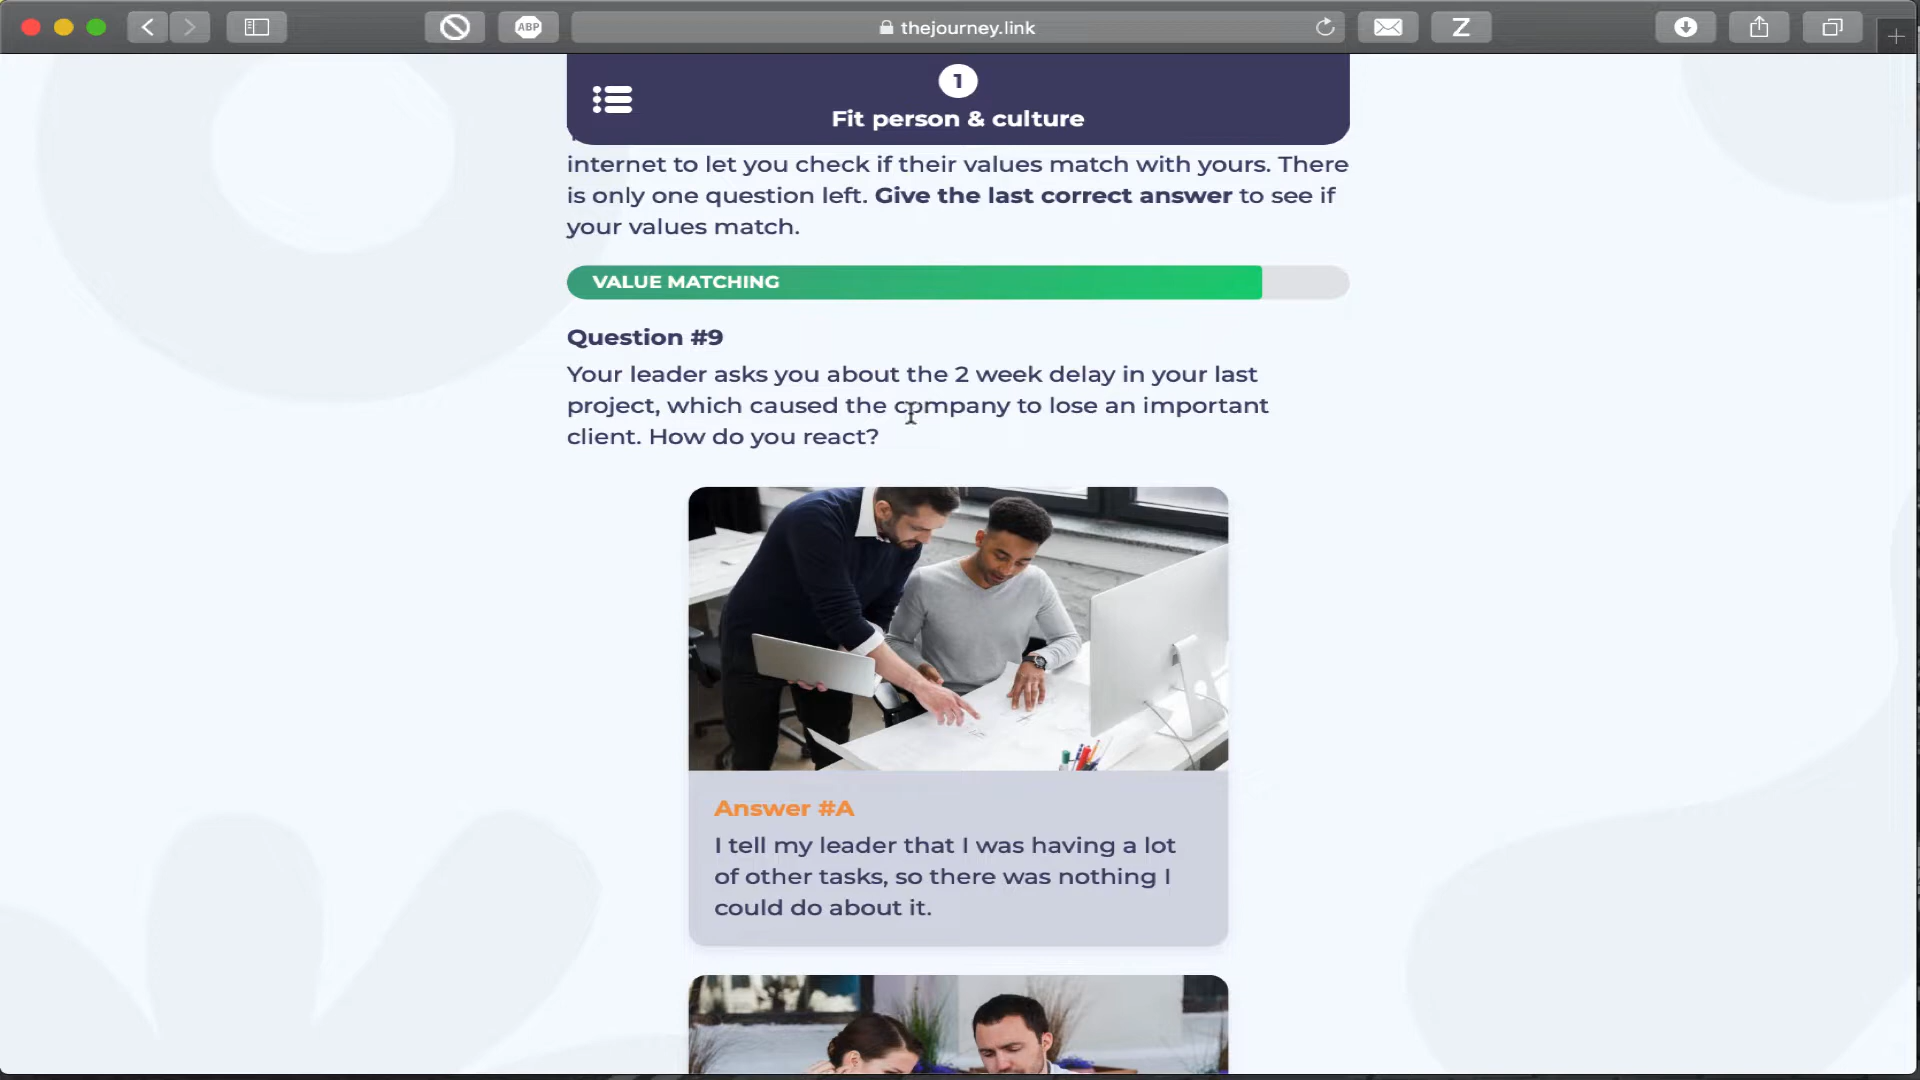 ABP
thejourney.link
Z
1
Fit person & culture
internet to let you check if their values match with yours. There
is only one question left. Give the last correct answer to see if
your values match.
VALUE MATCHING
Question #9
Your leader asks you about the 2 week delay in your last
project, which caused the company to lose an important
client. How do you react?
Answer #A
I tell my leader that I was having a lot
of other tasks, so there was nothing I
could do about it.